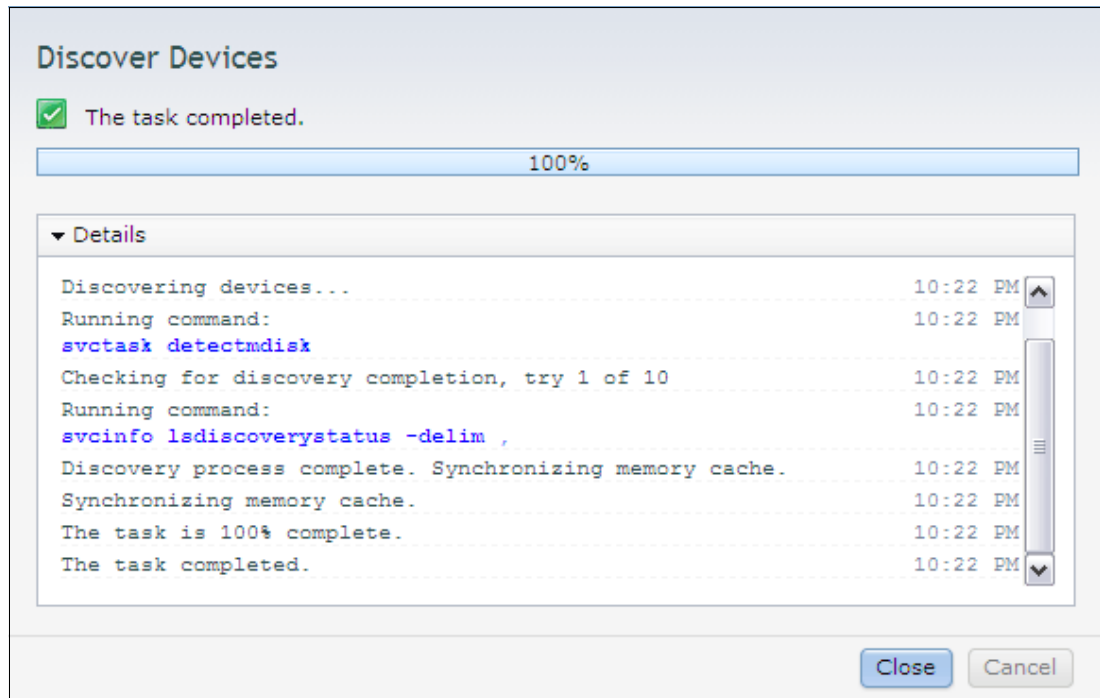 Discover Devices
The task completed.
100%
Details
Discovering devices... 10:22 PM
Running command: 10:22 PM
svctask detectmdisk
Checking for discovery completion, try 1 of 10 10:22 PM
Running command: 10:22 PM
svcinfo lsdiscoverystatus -delim ,
Discovery process complete. Synchronizing memory cache. 10:22 PM
Synchronizing memory cache. 10:22 PM
The task is 100% complete. 10:22 PM
The task completed. 10:22 PM
Close Cancel